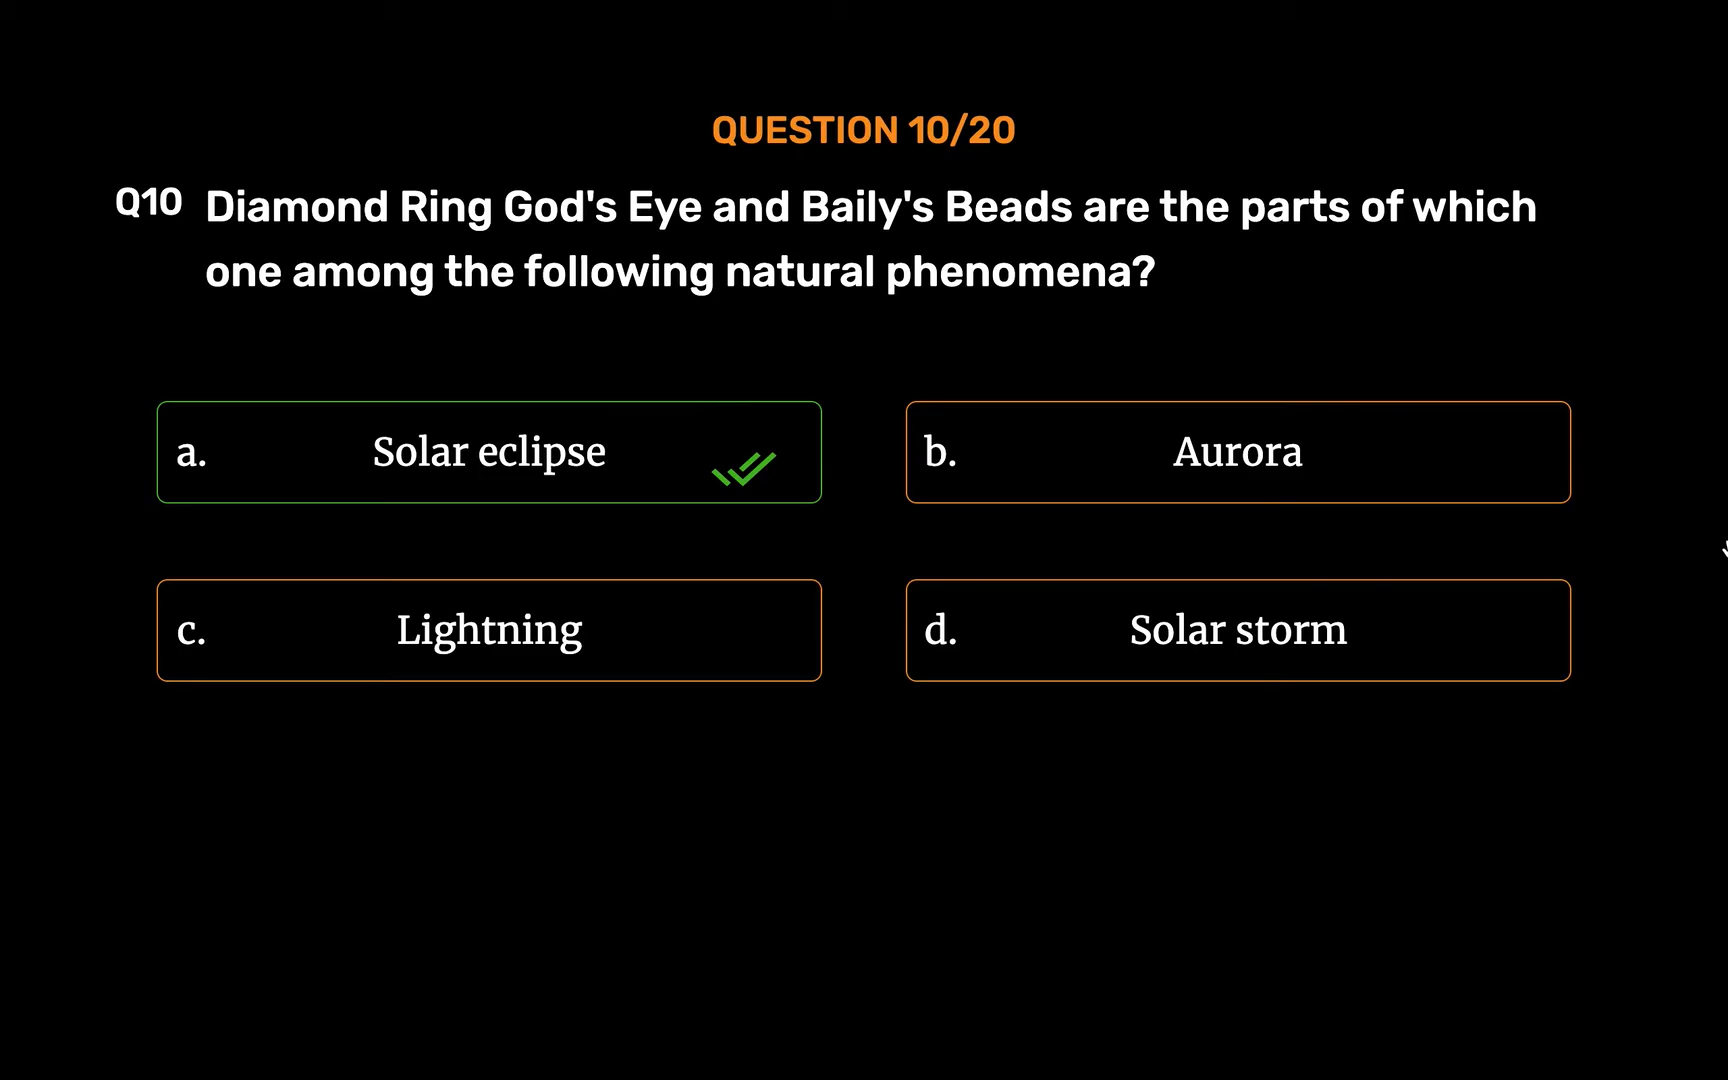 QUESTION 10/20
Q10 Diamond Ring God's Eye and Baily's Beads are the parts of which
one among the following natural phenomena?
a. Solar eclipse
b. Aurora
c. Lightning
d. Solar storm